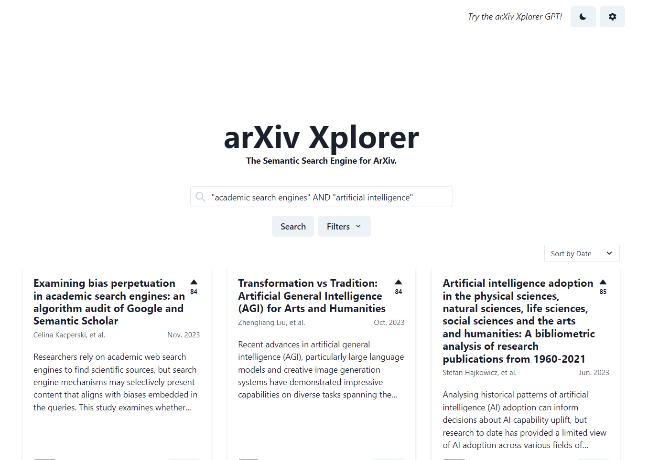 Try the arXiv Xplorer GPT!
arXiv Xplorer
The Semantic Search Engine for ArXiv.
"academic search engines" AND "artificial intelligence"
Search
Filters
Sort by Date
Examining bias perpetuation
in academic search engines: an
algorithm audit of Google and
Semantic Scholar
84
Celina Kacperski, et al.
Nov. 2023
Researchers rely on academic web search
engines to find scientific sources, but search
engine mechanisms may selectively present
content that aligns with biases embedded in
the queries. This study examines whether...
Transformation vs Tradition:
Artificial General Intelligence
(AGI) for Arts and Humanities
84
Zhengliang Liu, et al.
Oct. 2023
Recent advances in artificial general
intelligence (AGI), particularly large language
models and creative image generation
systems have demonstrated impressive
capabilities on diverse tasks spanning the...
Artificial intelligence adoption
in the physical sciences,
natural sciences, life sciences,
social sciences and the arts
and humanities: A bibliometric
analysis of research
publications from 1960-2021
85
Stefan Hajkowicz, et al.
Jun. 2023
Analysing historical patterns of artificial
intelligence (AI) adoption can inform
decisions about AI capability uplift, but
research to date has provided a limited view
of AI adoption across various fields of...